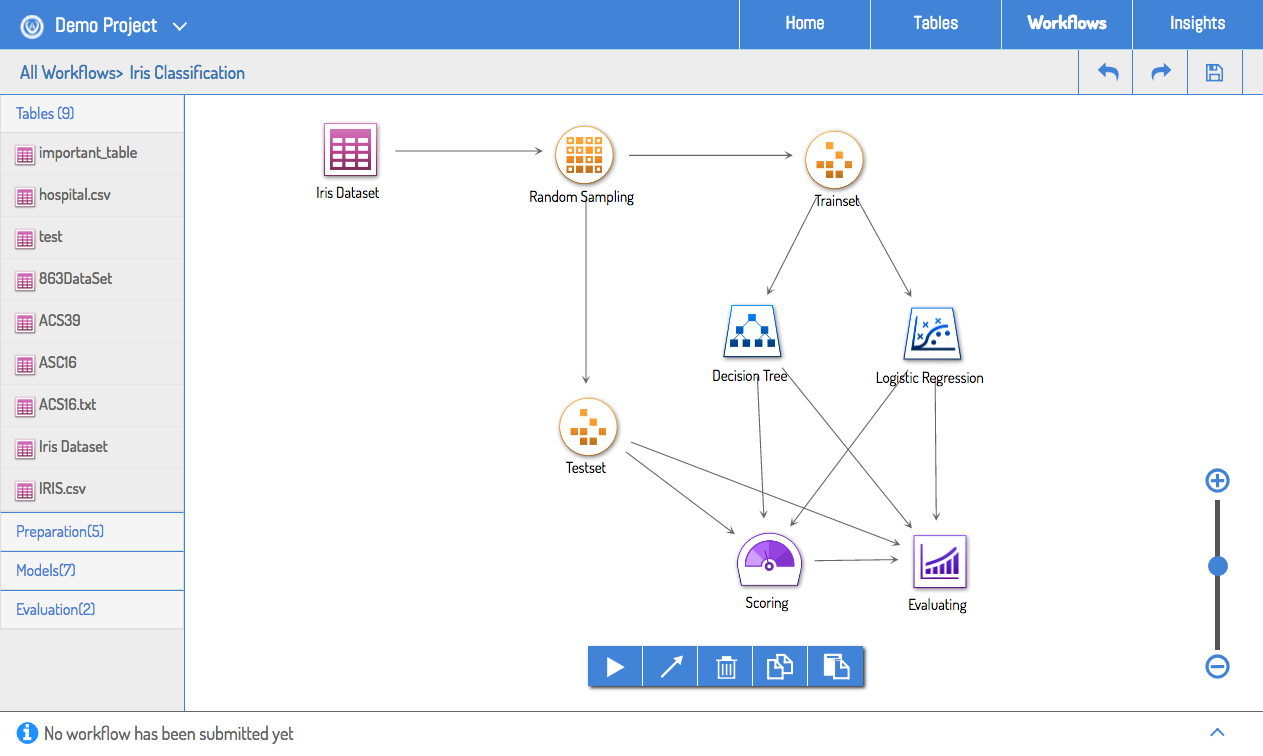 Demo Project
Home
Tables
Workflows
Insights
All Workflows> Iris Classification
Tables (9)
important_table
hospital.csv
test
863DataSet
ACS39
ASC16
ACS16.txt
Iris Dataset
IRIS.csv
Preparation(5)
Models(7)
Evaluation(2)
Iris Dataset
Random Sampling
Trainset
Decision Tree
Logistic Regression
Testset
Scoring
Evaluating
No workflow has been submitted yet